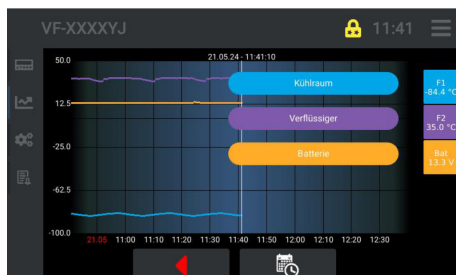 VF-XXXXYJ
11:41
21.05.24 - 11:41:10
50.0
12.5
-25.0
-62.5
-100.0
Kühlraum
Verflüssiger
Batterie
F1
-84.4 °C
F2
35.0 °C
Bat
13.3 V
21.05 11:00 11:10 11:20 11:30 11:40 11:50 12:00 12:10 12:20 12:30